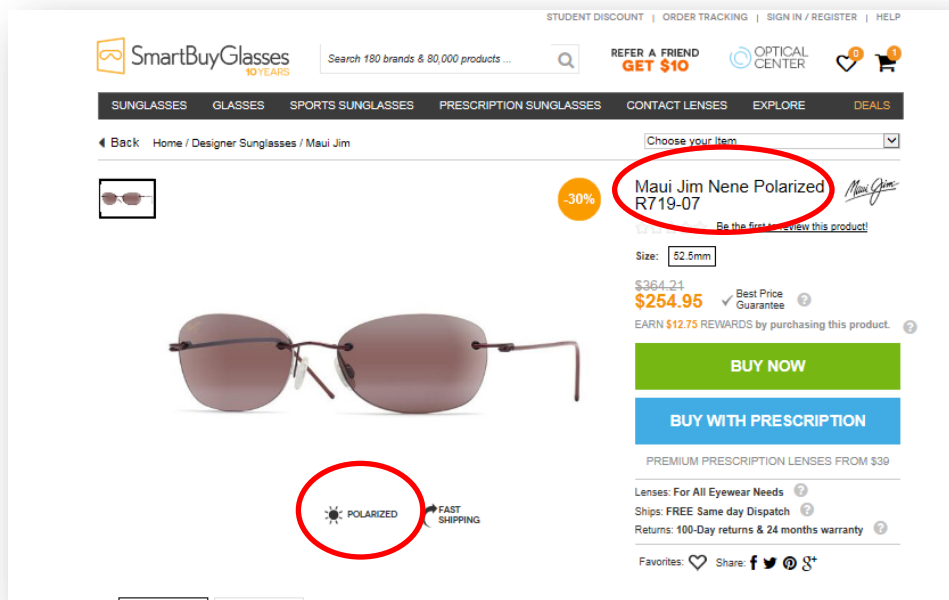 STUDENT DISCOUNT | ORDER TRACKING | SIGN IN / REGISTER | HELP
SmartBuyGlasses
10 YEARS
Search 180 brands & 80,000 products ...
REFER A FRIEND
GET $10
OPTICAL
CENTER
0
1
SUNGLASSES GLASSES SPORTS SUNGLASSES PRESCRIPTION SUNGLASSES CONTACT LENSES EXPLORE DEALS
Back Home / Designer Sunglasses / Maui Jim
Choose your Item
-30%
Maui Jim Nene Polarized
R719-07
Maui Jim
Be the first to review this product!
Size: 52.5mm
$364.21
$254.95
Best Price
Guarantee ?
EARN $12.75 REWARDS by purchasing this product. ?
BUY NOW
BUY WITH PRESCRIPTION
PREMIUM PRESCRIPTION LENSES FROM $39
POLARIZED
FAST
SHIPPING
Lenses: For All Eyewear Needs ?
Ships: FREE Same day Dispatch ?
Returns: 100-Day returns & 24 months warranty ?
Favorites: Share: f g+